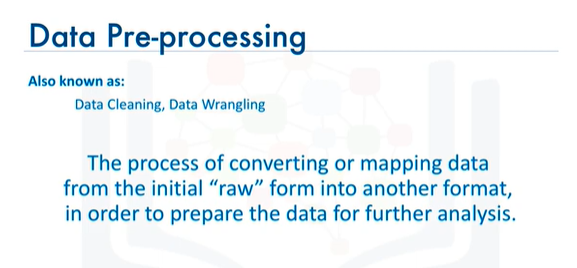 Data Pre-processing
Also known as:
Data Cleaning, Data Wrangling
The process of converting or mapping data
from the initial “raw” form into another format,
in order to prepare the data for further analysis.